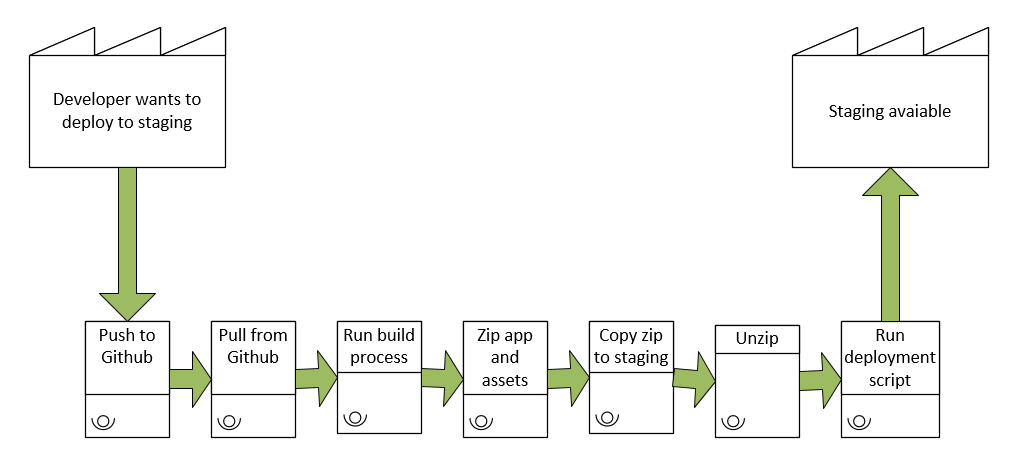 Developer wants to
deploy to staging
Staging avaiable
Push to
Github
Pull from
Github
Run build
process
Zip app
and
assets
Copy zip
to staging
Unzip
Run
deployment
script